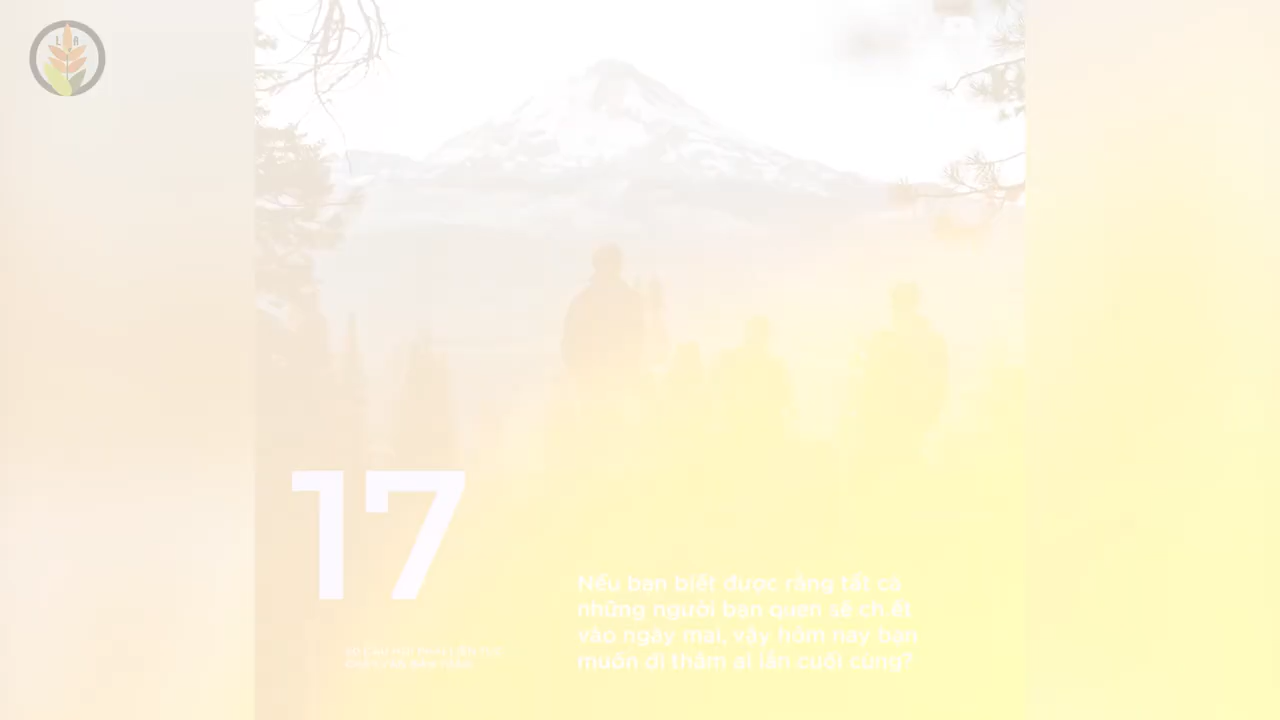 L A
17
Nếu bạn biết được rằng tất cả
những người bạn quen sẽ ch.ết
vào ngày mai, vậy hôm nay bạn
muốn đi thăm ai lần cuối cùng?